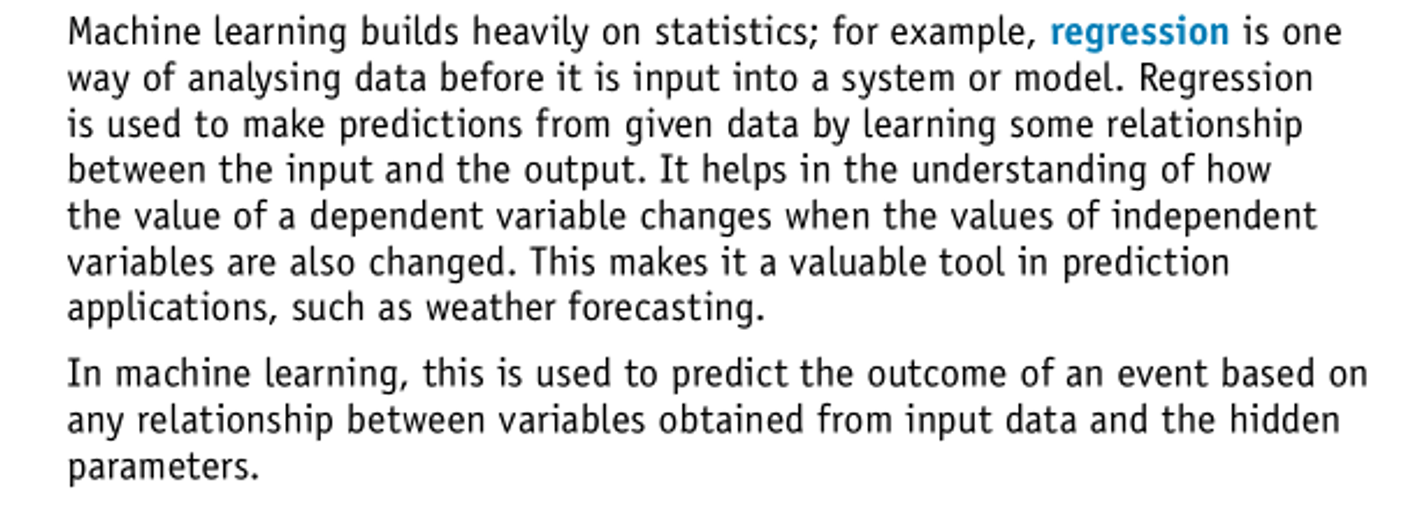 Machine learning builds heavily on statistics; for example, regression is one
way of analysing data before it is input into a system or model. Regression
is used to make predictions from given data by learning some relationship
between the input and the output. It helps in the understanding of how
the value of a dependent variable changes when the values of independent
variables are also changed. This makes it a valuable tool in prediction
applications, such as weather forecasting.
In machine learning, this is used to predict the outcome of an event based on
any relationship between variables obtained from input data and the hidden
parameters.